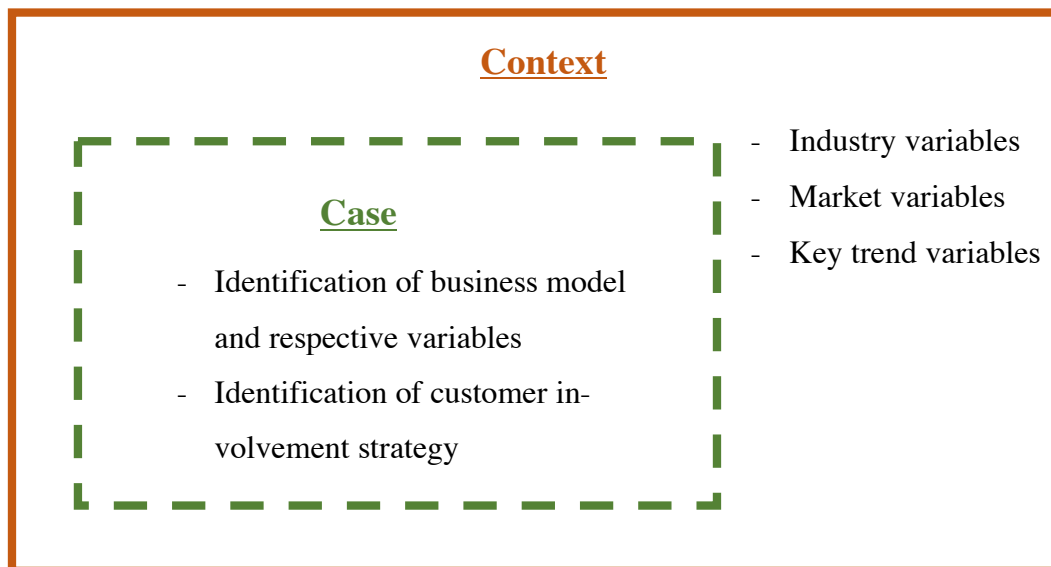 Context
- Industry variables
- Market variables
- Key trend variables
Case
- Identification of business model
and respective variables
- Identification of customer in-
volvement strategy